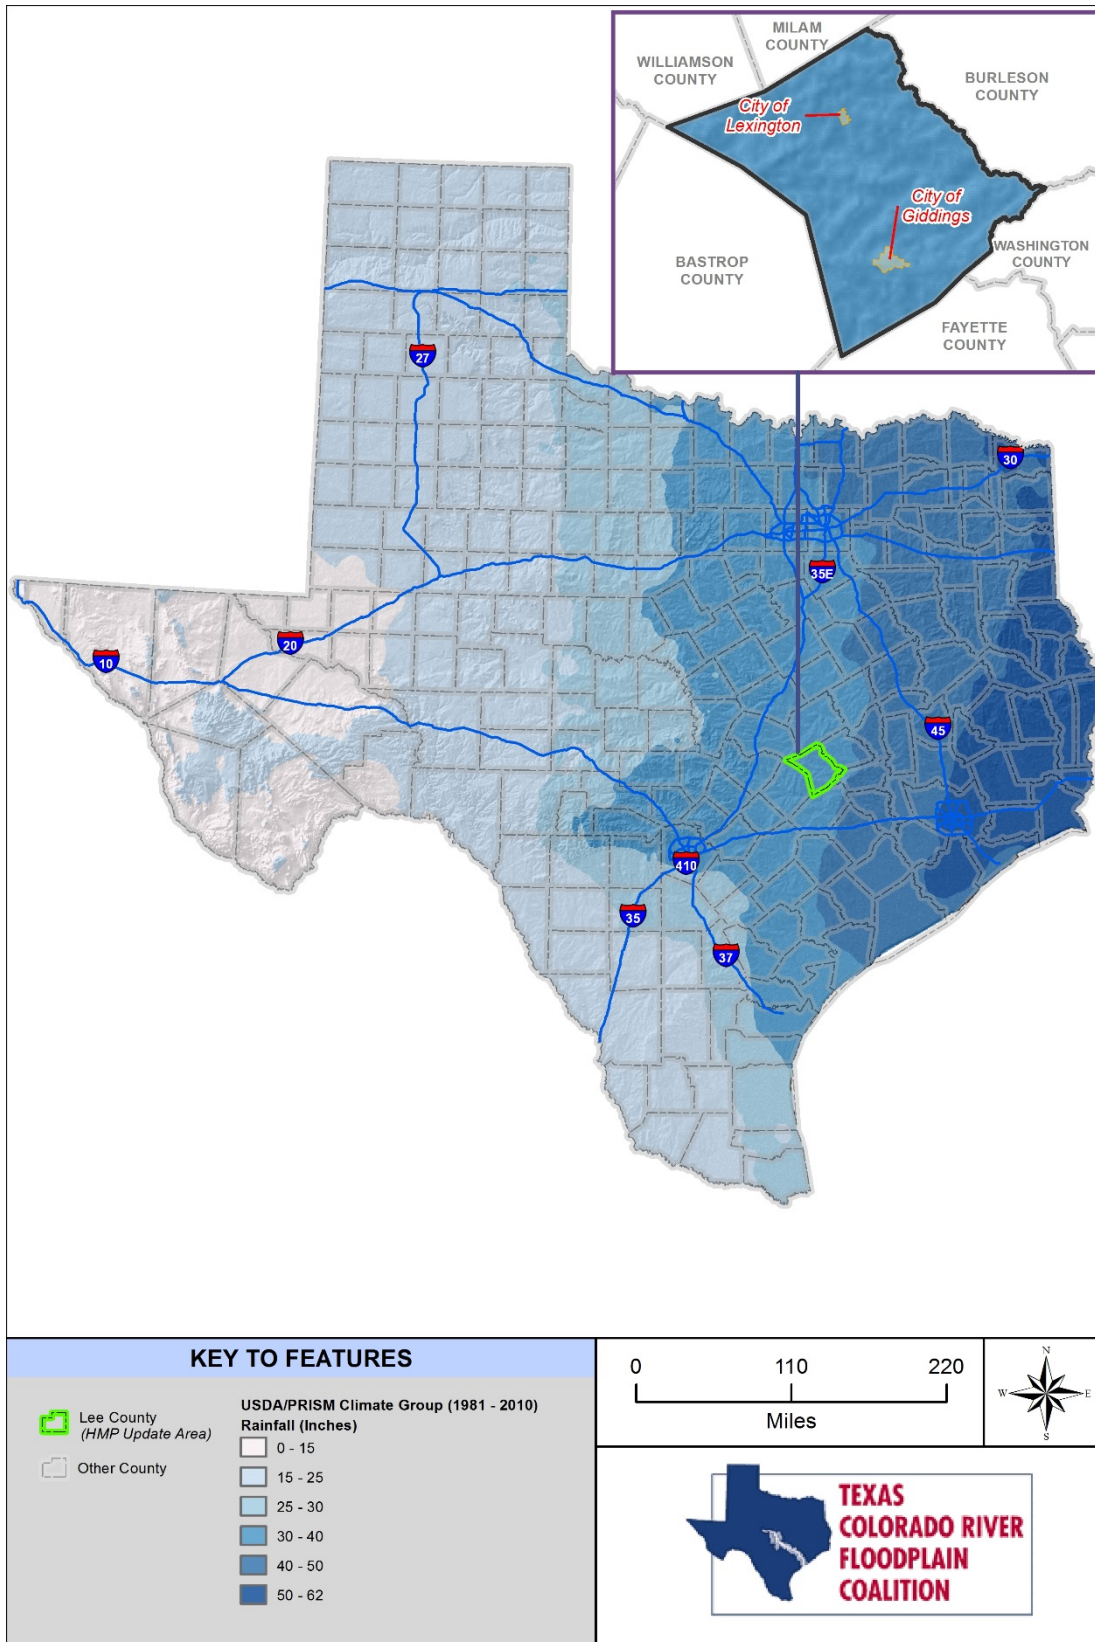 MILAM
COUNTY
WILLIAMSON
COUNTY
BURLESON
COUNTY
City of
Lexington
City of
Giddings
WASHINGTON
COUNTY
BASTROP
COUNTY
FAYETTE
COUNTY
27
30
35E
20
10
45
410
35
37
KEY TO FEATURES
Lee County
(HMP Update Area)
Other County
USDA/PRISM Climate Group (1981 - 2010)
Rainfall (Inches)
0 - 15
15 - 25
25 - 30
30 - 40
40 - 50
50 - 62
0 110 220
Miles
N
W E
S
TEXAS
COLORADO RIVER
FLOODPLAIN
COALITION